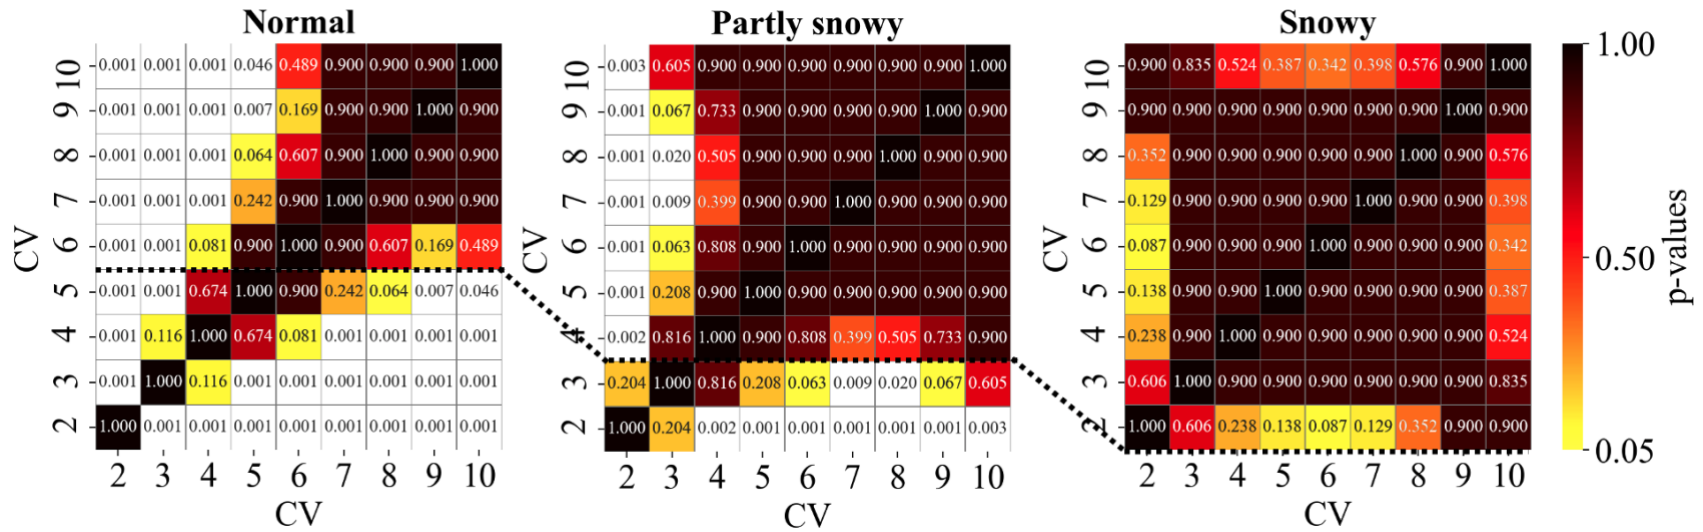 Normal
Partly snowy
Snowy
10 0.001 0.001 0.001 0.046 0.489 0.900 0.900 0.900 1.000
9 0.001 0.001 0.001 0.007 0.169 0.900 0.900 1.000 0.900
8 0.001 0.001 0.001 0.064 0.607 0.900 1.000 0.900 0.900
7 0.001 0.001 0.001 0.242 0.900 1.000 0.900 0.900 0.900
6 0.001 0.001 0.081 0.900 1.000 0.900 0.607 0.169 0.489
5 0.001 0.001 0.674 1.000 0.900 0.242 0.064 0.007 0.046
4 0.001 0.116 1.000 0.674 0.081 0.001 0.001 0.001 0.001
3 0.001 1.000 0.116 0.001 0.001 0.001 0.001 0.001 0.001
2 1.000 0.001 0.001 0.001 0.001 0.001 0.001 0.001 0.001
2 3 4 5 6 7 8 9 10
CV
CV
10 0.003 0.605 0.900 0.900 0.900 0.900 0.900 0.900 1.000
9 0.001 0.067 0.733 0.900 0.900 0.900 0.900 1.000 0.900
8 0.001 0.020 0.505 0.900 0.900 0.900 1.000 0.900 0.900
7 0.001 0.009 0.399 0.900 0.900 1.000 0.900 0.900 0.900
6 0.001 0.063 0.808 0.900 1.000 0.900 0.900 0.900 0.900
5 0.001 0.208 0.900 1.000 0.900 0.900 0.900 0.900 0.900
4 0.002 0.816 1.000 0.900 0.808 0.399 0.505 0.733 0.900
3 0.204 1.000 0.816 0.208 0.063 0.009 0.020 0.067 0.605
2 1.000 0.204 0.002 0.001 0.001 0.001 0.001 0.001 0.003
2 3 4 5 6 7 8 9 10
CV
CV
10 0.900 0.835 0.524 0.387 0.342 0.398 0.576 0.900 1.000
9 0.900 0.900 0.900 0.900 0.900 0.900 0.900 1.000 0.900
8 0.352 0.900 0.900 0.900 0.900 0.900 1.000 0.900 0.576
7 0.129 0.900 0.900 0.900 0.900 1.000 0.900 0.900 0.398
6 0.087 0.900 0.900 0.900 1.000 0.900 0.900 0.900 0.342
5 0.138 0.900 0.900 1.000 0.900 0.900 0.900 0.900 0.387
4 0.238 0.900 1.000 0.900 0.900 0.900 0.900 0.900 0.524
3 0.606 1.000 0.900 0.900 0.900 0.900 0.900 0.900 0.835
2 1.000 0.606 0.238 0.138 0.087 0.129 0.352 0.900 0.900
2 3 4 5 6 7 8 9 10
CV
CV
1.00
0.50
0.05
p-values